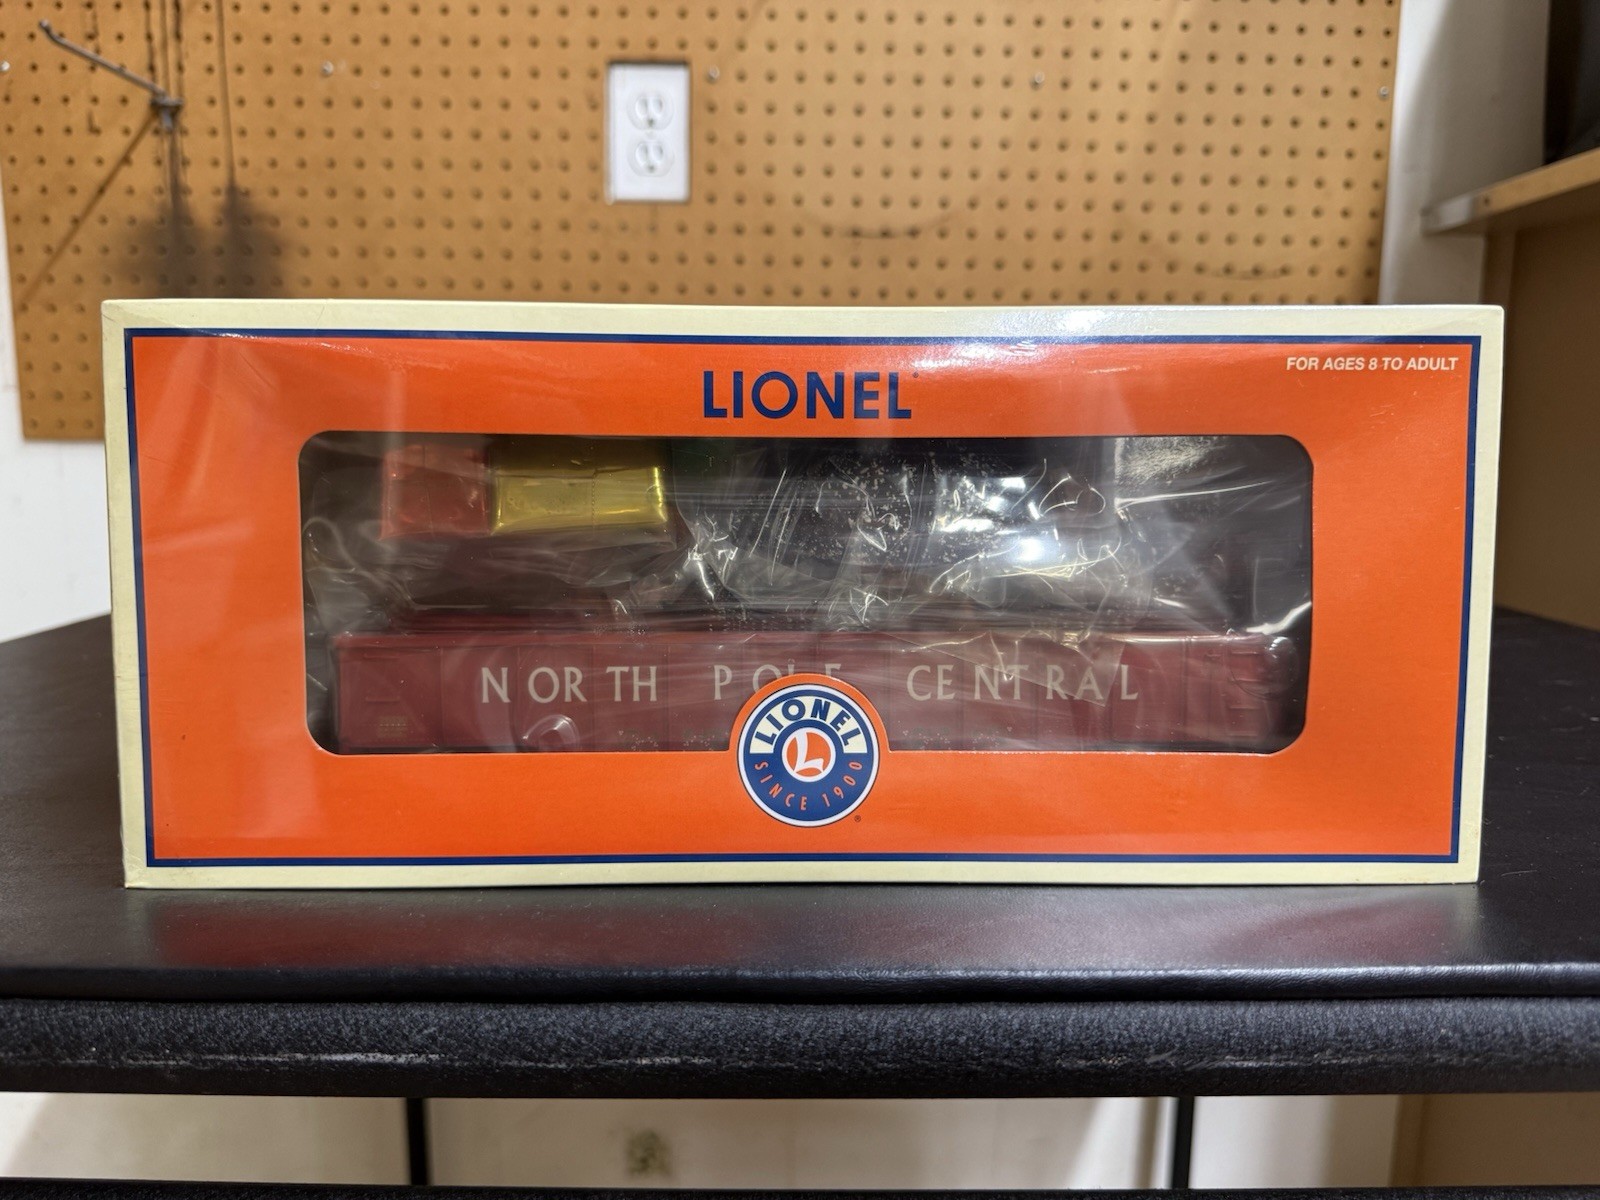 LIONEL
FOR AGES 8 TO ADULT
NORTH POLE CENTRAL
LIONEL
L
SINCE 1900